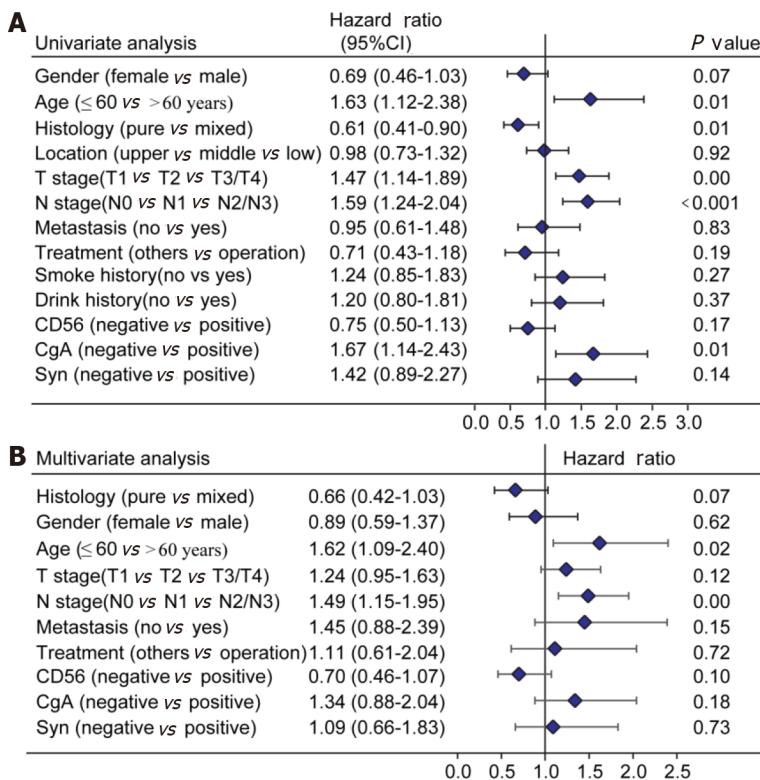 A
Hazard ratio
Univariate analysis (95%CI) P value
Gender (female vs male) 0.69 (0.46-1.03) 0.07
Age (≤ 60 vs >60 years) 1.63 (1.12-2.38) 0.01
Histology (pure vs mixed) 0.61 (0.41-0.90) 0.01
Location (upper vs middle vs low) 0.98 (0.73-1.32) 0.92
T stage(T1 vs T2 vs T3/T4) 1.47 (1.14-1.89) 0.00
N stage(N0 vs N1 vs N2/N3) 1.59 (1.24-2.04) <0.001
Metastasis (no vs yes) 0.95 (0.61-1.48) 0.83
Treatment (others vs operation) 0.71 (0.43-1.18) 0.19
Smoke history(no vs yes) 1.24 (0.85-1.83) 0.27
Drink history(no vs yes) 1.20 (0.80-1.81) 0.37
CD56 (negative vs positive) 0.75 (0.50-1.13) 0.17
CgA (negative vs positive) 1.67 (1.14-2.43) 0.01
Syn (negative vs positive) 1.42 (0.89-2.27) 0.14
0.0 0.5 1.0 1.5 2.0 2.5 3.0
B Multivariate analysis Hazard ratio
Histology (pure vs mixed) 0.66 (0.42-1.03) 0.07
Gender (female vs male) 0.89 (0.59-1.37) 0.62
Age (≤ 60 vs >60 years) 1.62 (1.09-2.40) 0.02
T stage(T1 vs T2 vs T3/T4) 1.24 (0.95-1.63) 0.12
N stage(N0 vs N1 vs N2/N3) 1.49 (1.15-1.95) 0.00
Metastasis (no vs yes) 1.45 (0.88-2.39) 0.15
Treatment (others vs operation) 1.11 (0.61-2.04) 0.72
CD56 (negative vs positive) 0.70 (0.46-1.07) 0.10
CgA (negative vs positive) 1.34 (0.88-2.04) 0.18
Syn (negative vs positive) 1.09 (0.66-1.83) 0.73
0.0 0.5 1.0 1.5 2.0 2.5